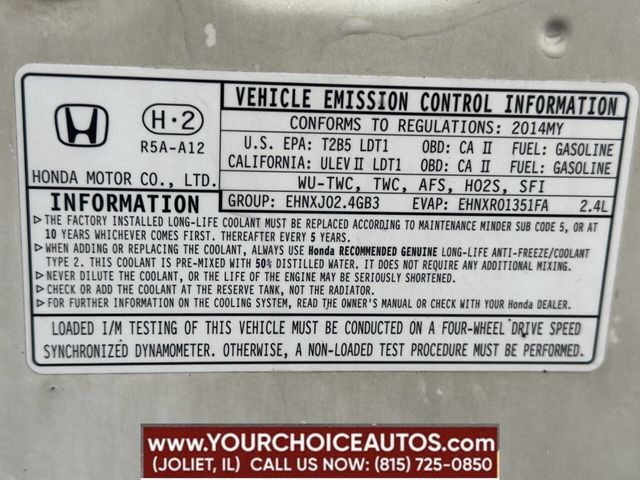 H·2
R5A-A12
HONDA MOTOR CO., LTD.
VEHICLE EMISSION CONTROL INFORMATION
CONFORMS TO REGULATIONS: 2014MY
U.S. EPA: T2B5 LDT1 OBD: CA II FUEL: GASOLINE
CALIFORNIA: ULEV II LDT1 OBD: CA II FUEL: GASOLINE
WU-TWC, TWC, AFS, HO2S, SFI
GROUP: EHNXJ02.4GB3 EVAP: EHNXR01351FA 2.4L
INFORMATION
▷THE FACTORY INSTALLED LONG-LIFE COOLANT MUST BE REPLACED ACCORDING TO MAINTENANCE MINDER SUB CODE 5, OR AT
10 YEARS WHICHEVER COMES FIRST. THEREAFTER EVERY 5 YEARS.
▷WHEN ADDING OR REPLACING THE COOLANT, ALWAYS USE Honda RECOMMENDED GENUINE LONG-LIFE ANTI-FREEZE/COOLANT
TYPE 2. THIS COOLANT IS PRE-MIXED WITH 50% DISTILLED WATER. IT DOES NOT REQUIRE ANY ADDITIONAL MIXING.
▷NEVER DILUTE THE COOLANT, OR THE LIFE OF THE ENGINE MAY BE SERIOUSLY SHORTENED.
▷CHECK OR ADD THE COOLANT AT THE RESERVE TANK, NOT THE RADIATOR.
▷FOR FURTHER INFORMATION ON THE COOLING SYSTEM, READ THE OWNER'S MANUAL OR CHECK WITH YOUR Honda DEALER.
LOADED I/M TESTING OF THIS VEHICLE MUST BE CONDUCTED ON A FOUR-WHEEL DRIVE SPEED
SYNCHRONIZED DYNAMOMETER. OTHERWISE, A NON-LOADED TEST PROCEDURE MUST BE PERFORMED.
WWW.YOURCHOICEAUTOS.COM
(JOLIET, IL) CALL US NOW: (815) 725-0850